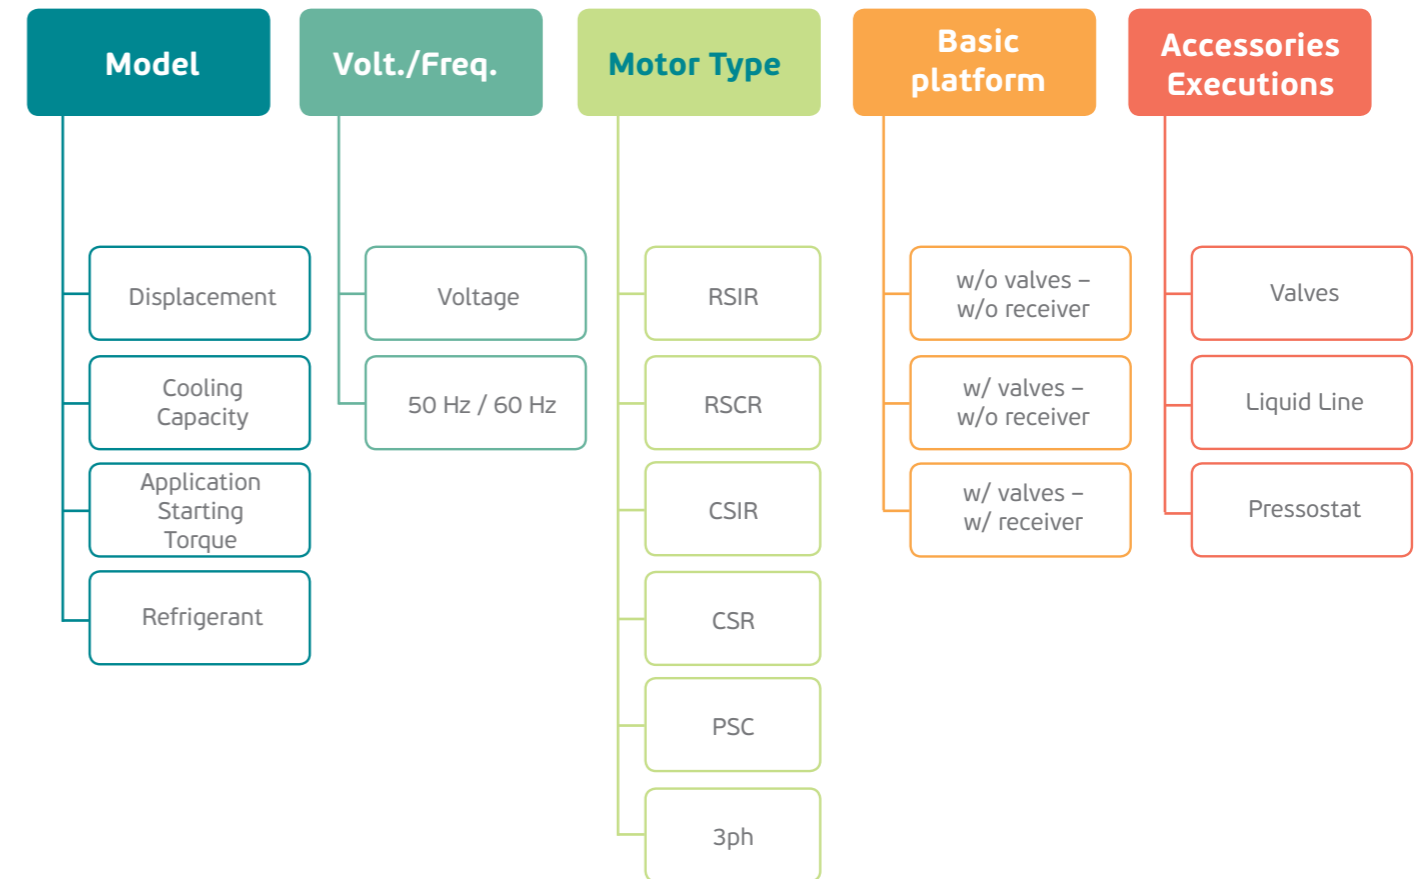 Model
Displacement
Cooling
Capacity
Application
Starting
Torque
Refrigerant
Volt./Freq.
Voltage
50 Hz / 60 Hz
Motor Type
RSIR
RSCR
CSIR
CSR
PSC
3ph
Basic
platform
w/o valves –
w/o receiver
w/ valves –
w/o receiver
w/ valves –
w/ receiver
Accessories
Executions
Valves
Liquid Line
Pressostat